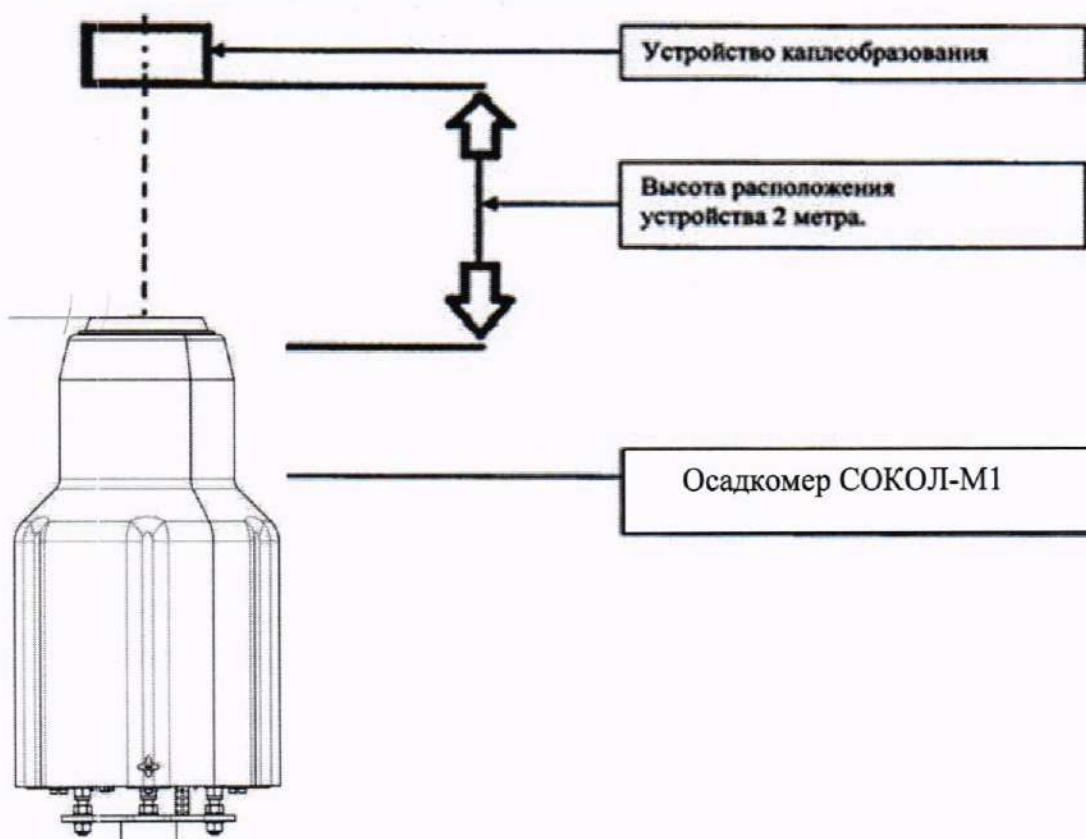 Устройство каплеобразования
Высота расположения
устройства 2 метра.
Осадкомер СОКОЛ-М1